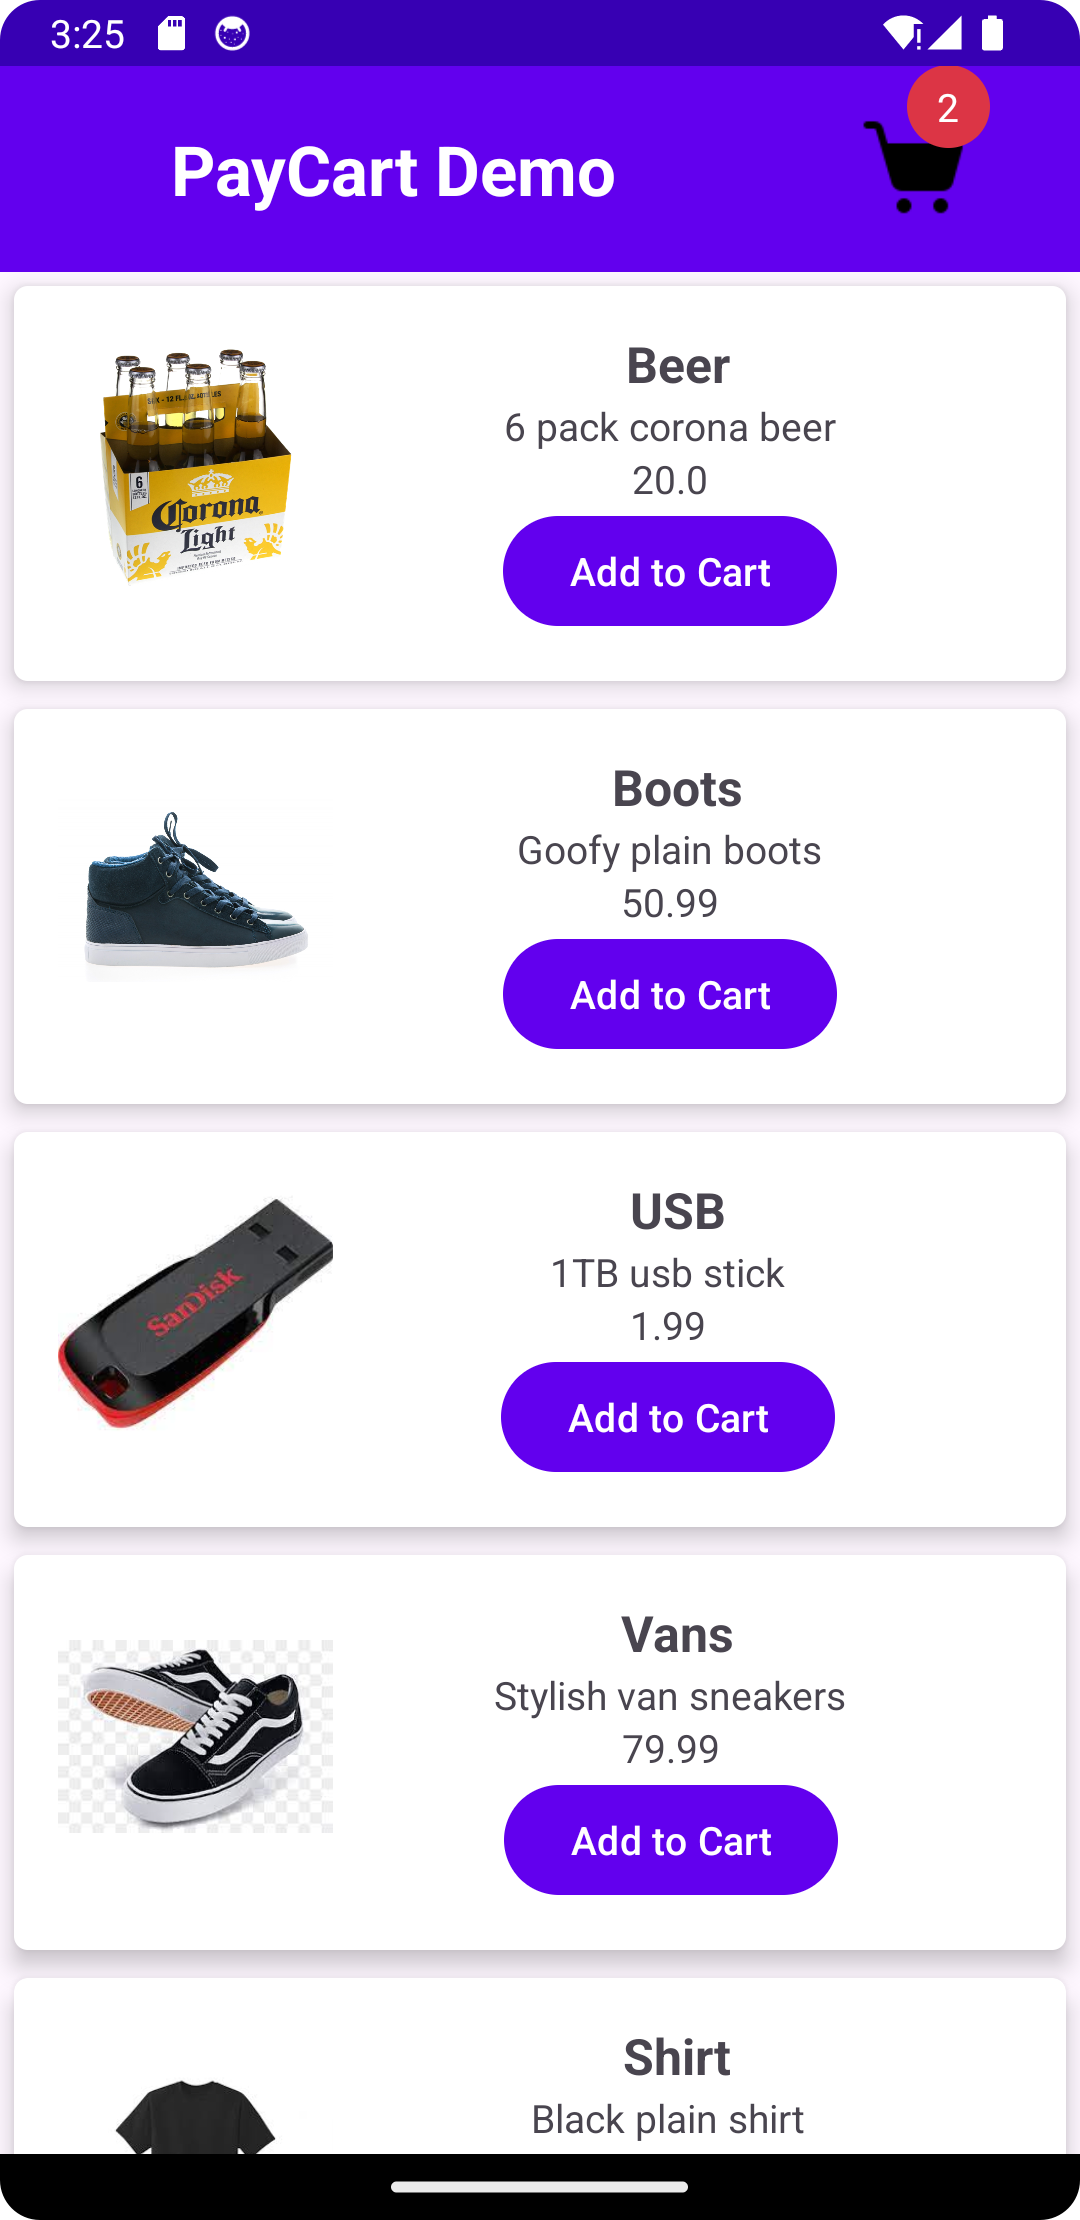 3:25
2
PayCart Demo
6
Corona
Light
Beer
6 pack corona beer
20.0
Add to Cart
Boots
Goofy plain boots
50.99
Add to Cart
SanDisk
USB
1TB usb stick
1.99
Add to Cart
Vans
Stylish van sneakers
79.99
Add to Cart
Shirt
Black plain shirt